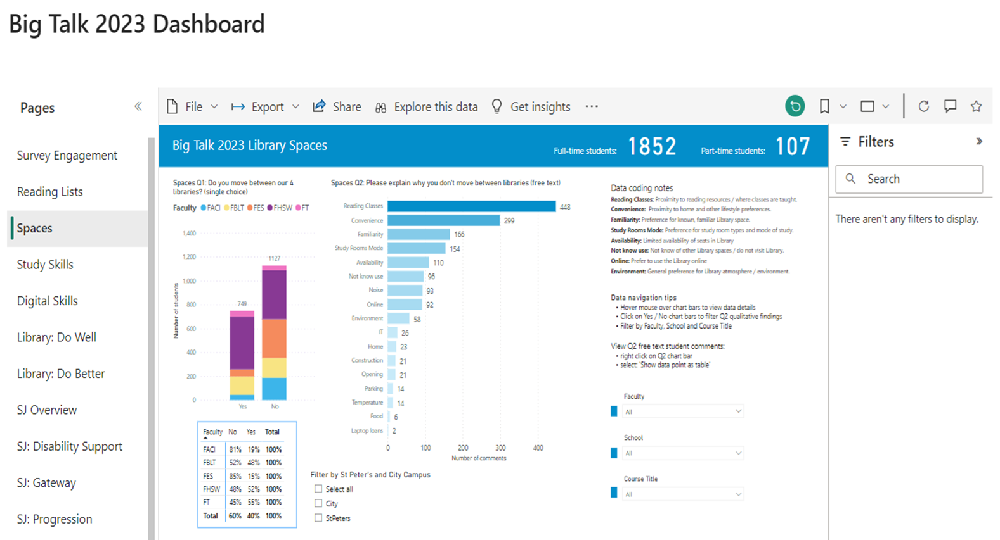 Big Talk 2023 Dashboard
Pages
Survey Engagement
Reading Lists
Spaces
Study Skills
Digital Skills
Library: Do Well
Library: Do Better
SJ Overview
SJ: Disability Support
SJ: Gateway
SJ: Progression
File Export Share Explore this data Get insights ...
Big Talk 2023 Library Spaces
Full-time students: 1852 Part-time students: 107
Spaces Q1: Do you move between our 4
libraries? (single choice)
Faculty FACI FBLT FES FHSW FT
Number of students
1,400
1,200
1,000
800
600
400
200
0
749
1127
Yes No
Faculty No Yes Total
FACI 81% 19% 100%
FBLT 52% 48% 100%
FES 85% 15% 100%
FHSW 48% 52% 100%
FT 45% 55% 100%
Total 60% 40% 100%
Spaces Q2: Please explain why you don't move between libraries (free text)
Reading Classes 448
Convenience 299
Familiarity 166
Study Rooms Mode 154
Availability 110
Not know use 96
Noise 93
Online 92
Environment 58
IT 26
Home 23
Construction 21
Opening 21
Parking 14
Temperature 14
Food 6
Laptop loans 2
0 100 200 300 400
Number of comments
Filter by St Peter's and City Campus
Select all
City
StPeters
Data coding notes
Reading Classes: Proximity to reading resources / where classes are taught.
Convenience: Proximity to home and other lifestyle preferences.
Familiarity: Preference for known, familiar Library space.
Study Rooms Mode: Preference for study room types and mode of study.
Availability: Limited availability of seats in Library
Not know use: Not know of other Library spaces / do not visit Library.
Online: Prefer to use the Library online
Environment: General preference for Library atmosphere / environment.
Data navigation tips
• Hover mouse over chart bars to view data details
• Click on Yes / No chart bars to filter Q2 qualitative findings
• Filter by Faculty, School and Course Title
View Q2 free text student comments:
• right click on Q2 chart bar
• select: 'Show data point as table'
Faculty
All
School
All
Course Title
All
Filters
Search
There aren't any filters to display.